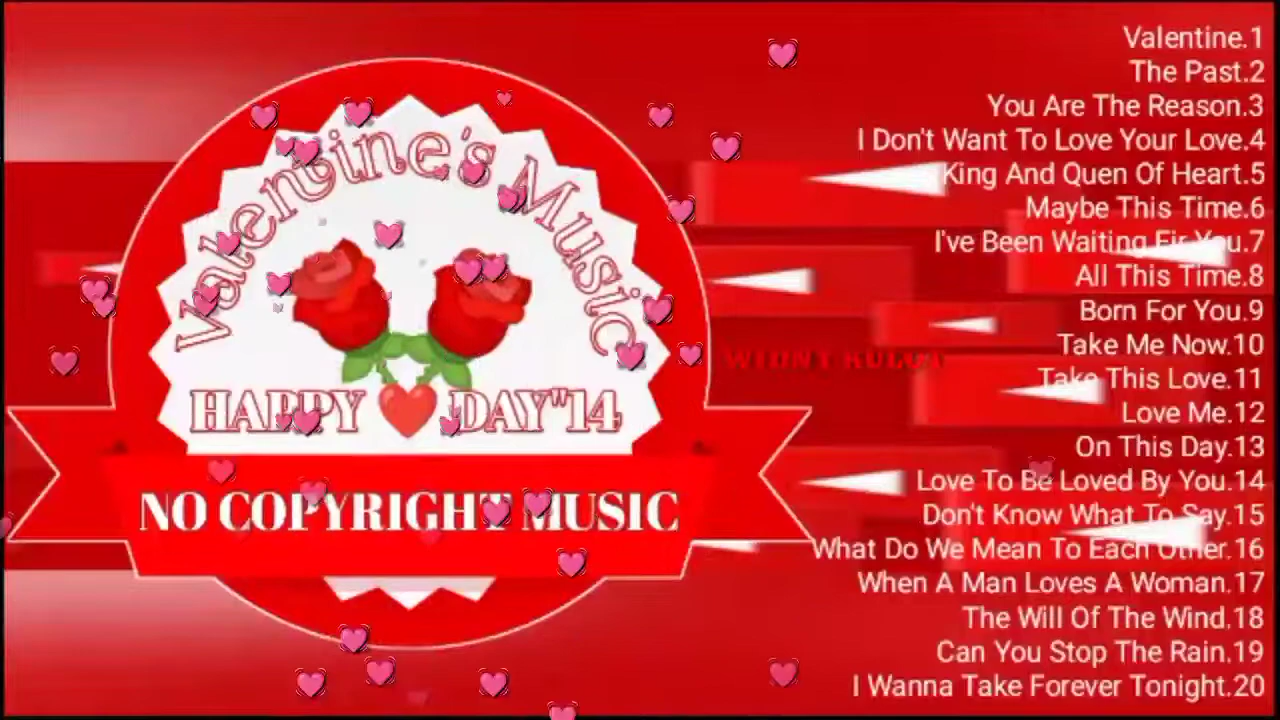 Valentine's Music
HAPPY ❤️ DAY"14
NO COPYRIGHT MUSIC
Valentine.1
The Past.2
You Are The Reason.3
I Don't Want To Love Your Love.4
King And Quen Of Heart.5
Maybe This Time.6
I've Been Waiting Fir You.7
All This Time.8
Born For You.9
Take Me Now.10
Take This Love.11
Love Me.12
On This Day.13
Love To Be Loved By You.14
Don't Know What To Say.15
What Do We Mean To Each Other.16
When A Man Loves A Woman.17
The Will Of The Wind.18
Can You Stop The Rain.19
I Wanna Take Forever Tonight.20